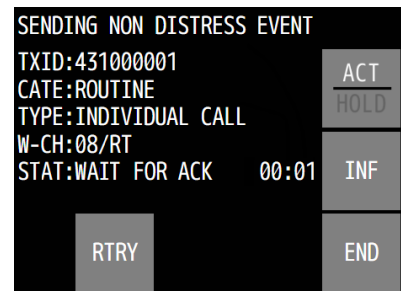 SENDING NON DISTRESS EVENT
TXID:431000001
CATE:ROUTINE
TYPE:INDIVIDUAL CALL
W-CH:08/RT
STAT:WAIT FOR ACK 00:01
ACT
HOLD
INF
RTRY
END